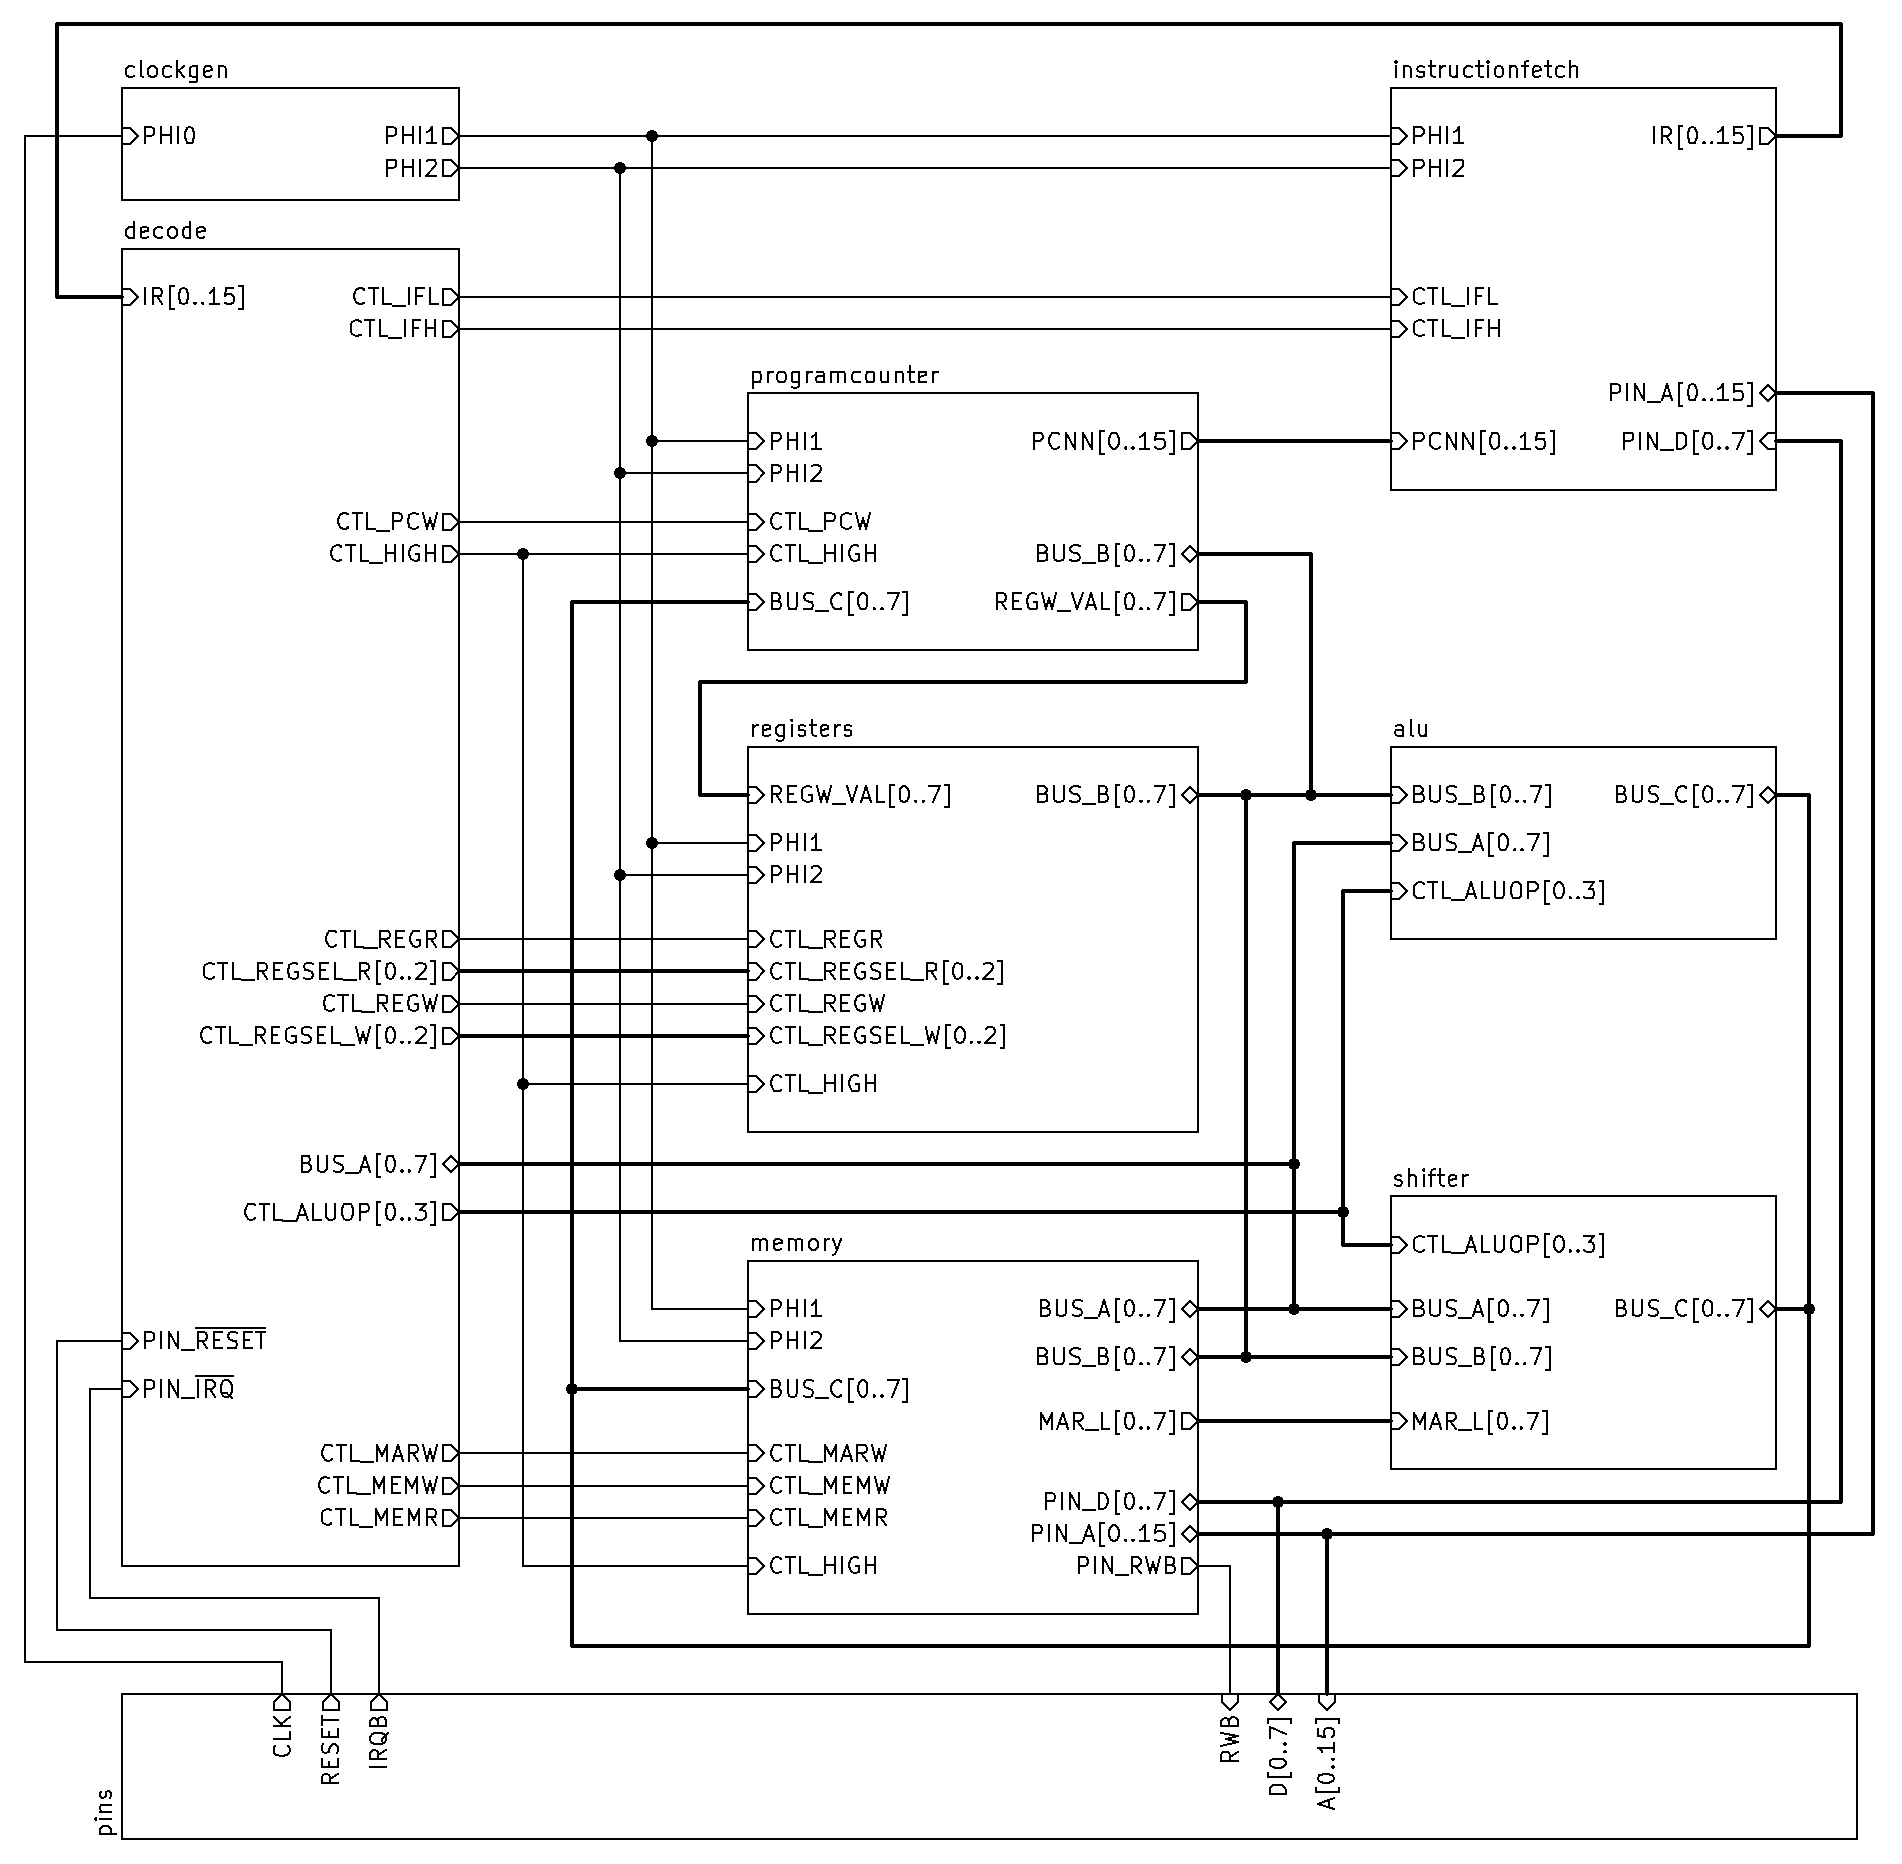 clockgen
PHI0
PHI1
PHI2
instructionfetch
PHI1
PHI2
CTL_IFL
CTL_IFH
PCNN[0..15]
IR[0..15]
PIN_A[0..15]
PIN_D[0..7]
decode
IR[0..15]
CTL_IFL
CTL_IFH
CTL_PCW
CTL_HIGH
CTL_REGR
CTL_REGSEL_R[0..2]
CTL_REGW
CTL_REGSEL_W[0..2]
BUS_A[0..7]
CTL_ALUOP[0..3]
PIN_RESET
PIN_IRQ
CTL_MARW
CTL_MEMW
CTL_MEMR
programcounter
PHI1
PHI2
CTL_PCW
CTL_HIGH
BUS_C[0..7]
PCNN[0..15]
BUS_B[0..7]
REGW_VAL[0..7]
registers
REGW_VAL[0..7]
PHI1
PHI2
CTL_REGR
CTL_REGSEL_R[0..2]
CTL_REGW
CTL_REGSEL_W[0..2]
CTL_HIGH
BUS_B[0..7]
alu
BUS_B[0..7]
BUS_A[0..7]
CTL_ALUOP[0..3]
BUS_C[0..7]
shifter
CTL_ALUOP[0..3]
BUS_A[0..7]
BUS_B[0..7]
MAR_L[0..7]
BUS_C[0..7]
memory
PHI1
PHI2
BUS_C[0..7]
CTL_MARW
CTL_MEMW
CTL_MEMR
CTL_HIGH
BUS_A[0..7]
BUS_B[0..7]
MAR_L[0..7]
PIN_D[0..7]
PIN_A[0..15]
PIN_RWB
pins
CLK
RESET
IRQB
RWB
D[0..7]
A[0..15]